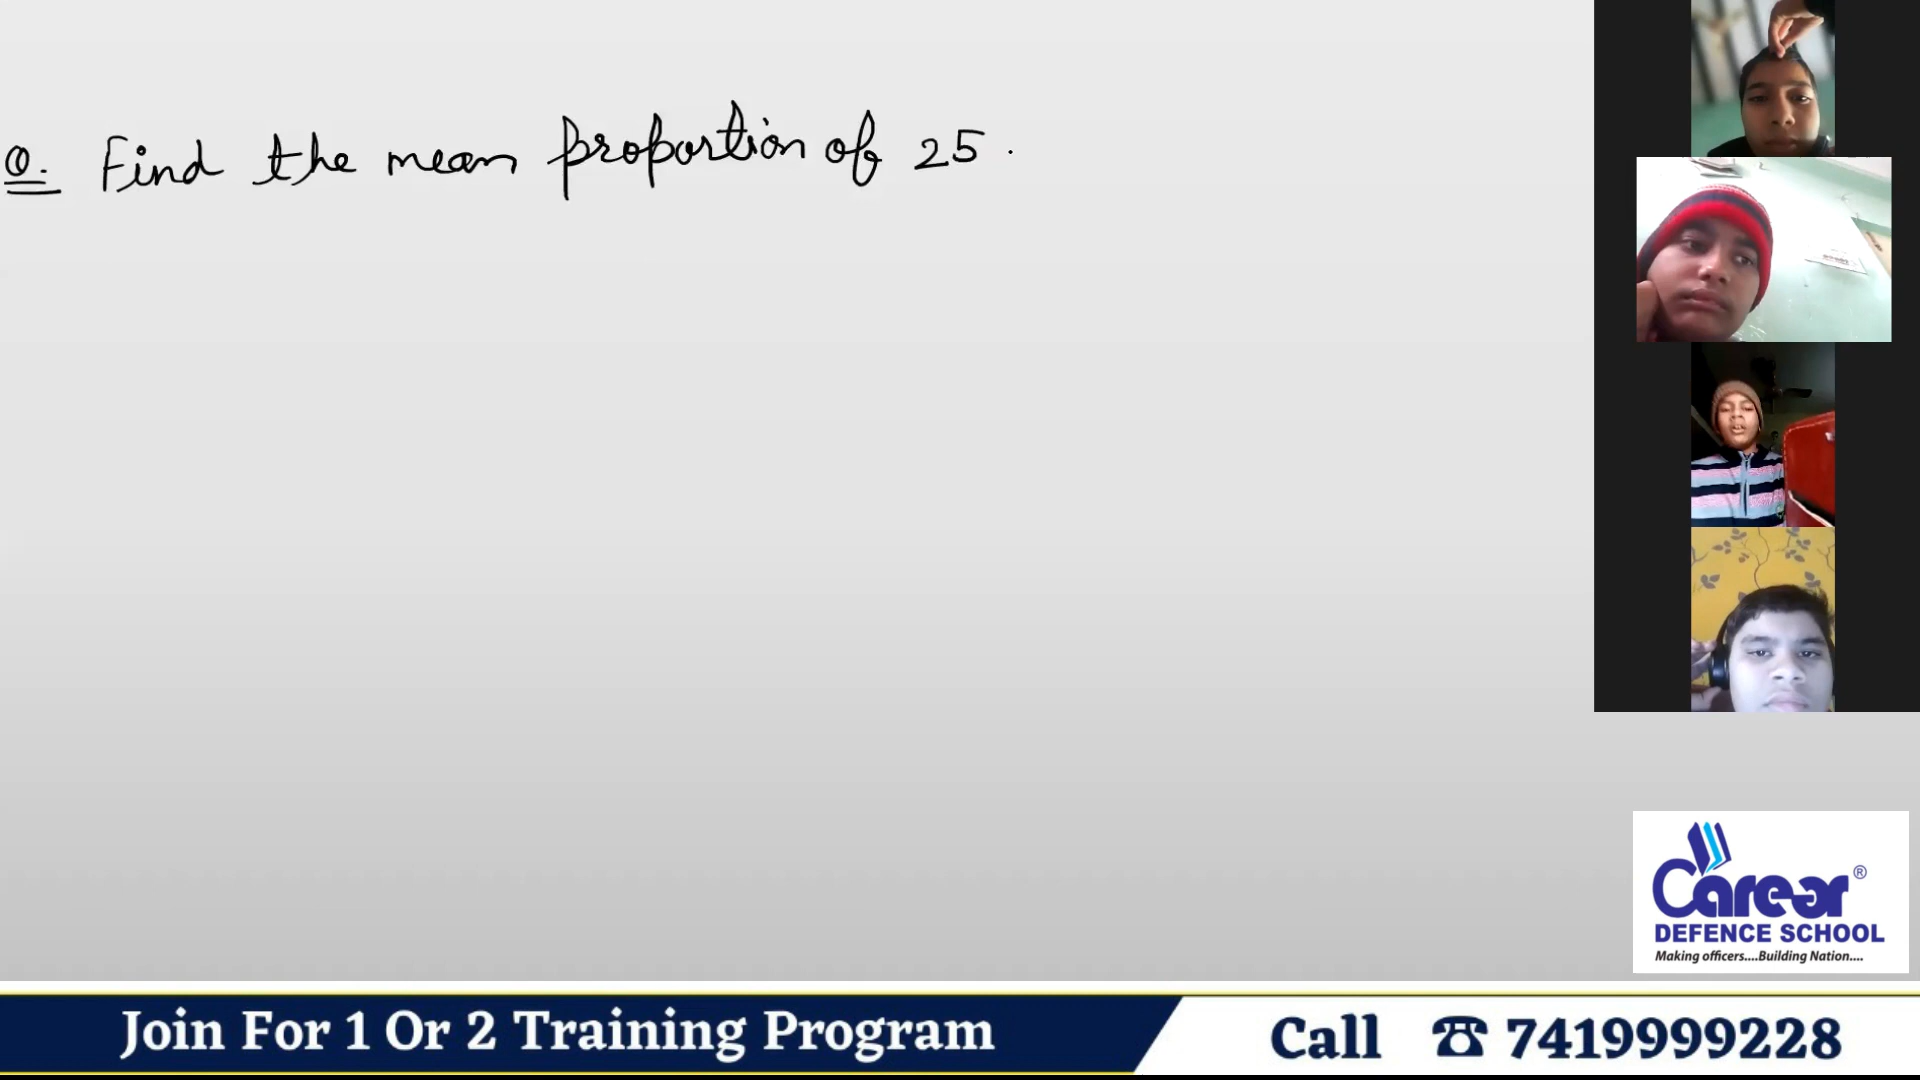 Q. Find the mean proportion of 25.
Carear®
DEFENCE SCHOOL
Making officers....Building Nation....
Join For 1 Or 2 Training Program
Call ☎ 7419999228